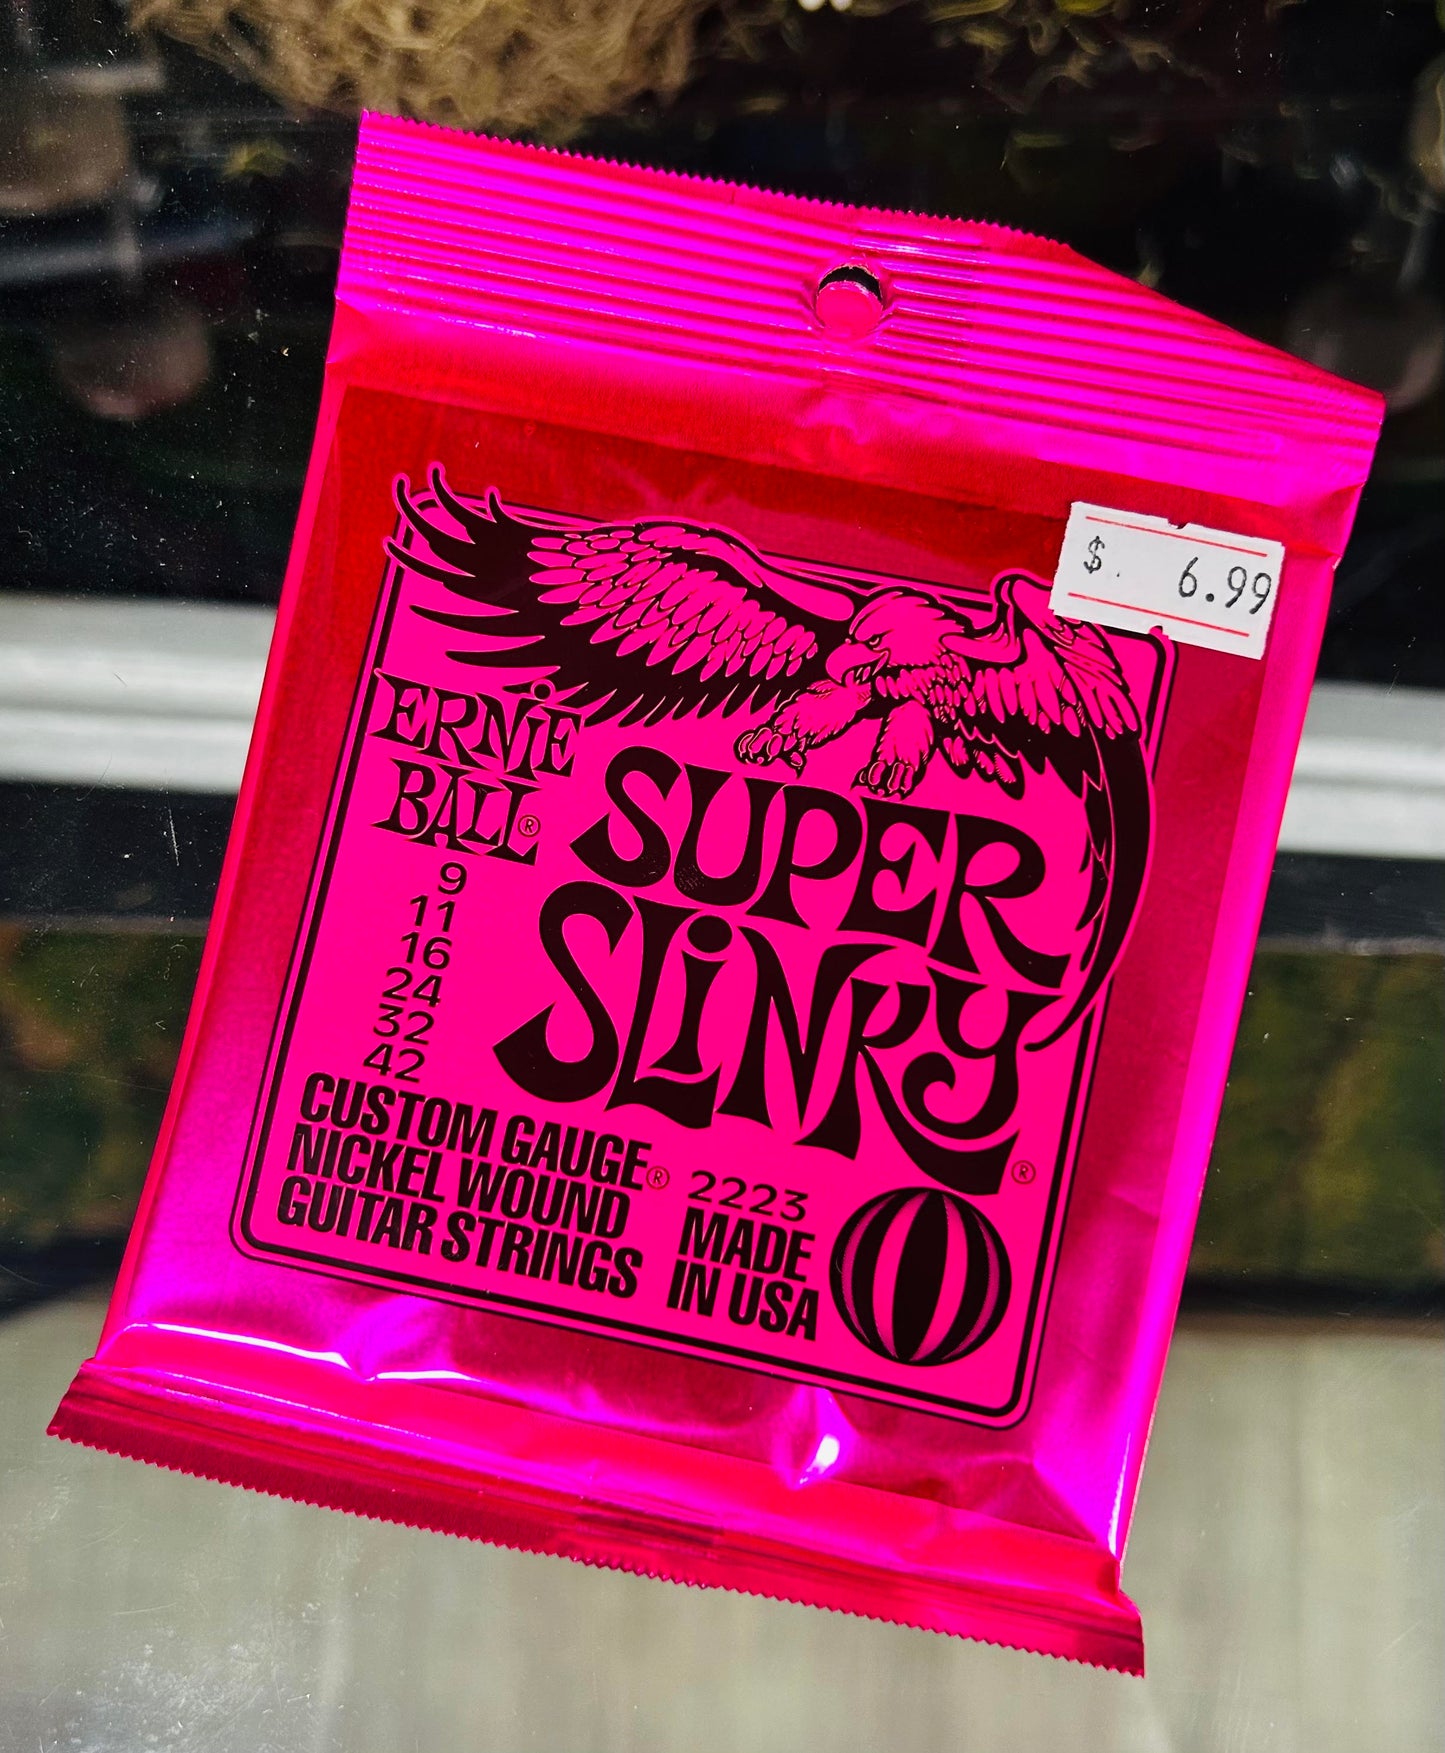 $. 6.99
ERNIE
BALL®
SUPER
SLINKY®
9
11
16
24
32
42
CUSTOM GAUGE®
NICKEL WOUND
GUITAR STRINGS
2223
MADE
IN USA